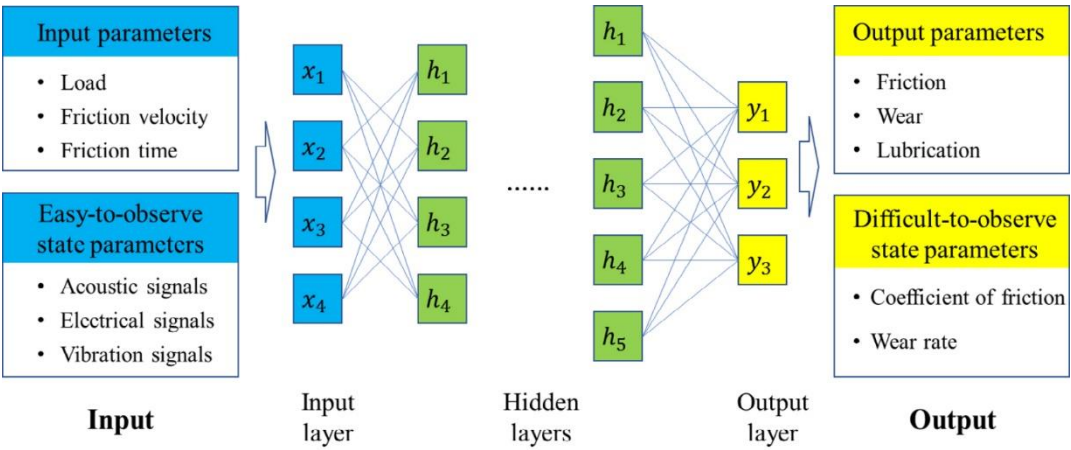 Input parameters
• Load
• Friction velocity
• Friction time
Easy-to-observe
state parameters
• Acoustic signals
• Electrical signals
• Vibration signals
Input
x₁
x₂
x₃
x₄
Input
layer
h₁
h₂
h₃
h₄
......
Hidden
layers
h₁
h₂
h₃
h₄
h₅
y₁
y₂
y₃
Output
layer
Output parameters
• Friction
• Wear
• Lubrication
Difficult-to-observe
state parameters
• Coefficient of friction
• Wear rate
Output